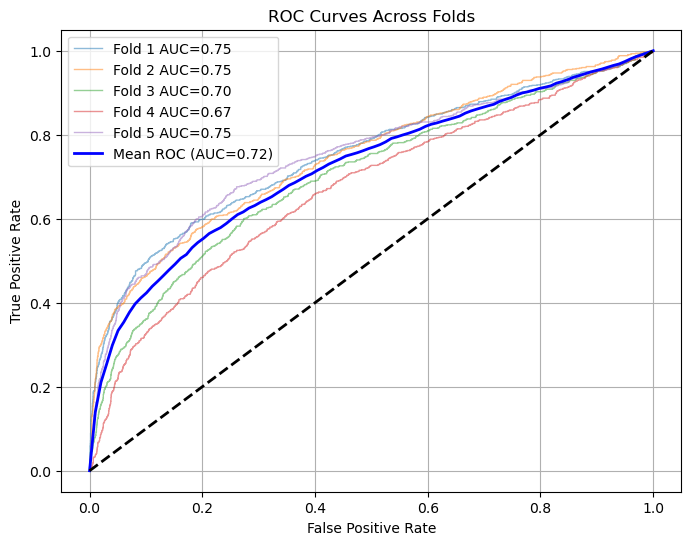 ROC Curves Across Folds
Fold 1 AUC=0.75
Fold 2 AUC=0.75
Fold 3 AUC=0.70
Fold 4 AUC=0.67
Fold 5 AUC=0.75
Mean ROC (AUC=0.72)
True Positive Rate
1.0
0.8
0.6
0.4
0.2
0.0
0.0 0.2 0.4 0.6 0.8 1.0
False Positive Rate